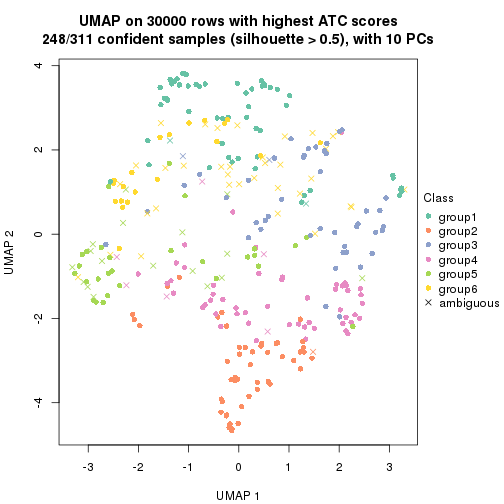 UMAP on 30000 rows with highest ATC scores
248/311 confident samples (silhouette > 0.5), with 10 PCs
4
2
0
-2
-4
UMAP 2
-3
-2
-1
0
1
2
3
UMAP 1
Class
group1
group2
group3
group4
group5
group6
ambiguous